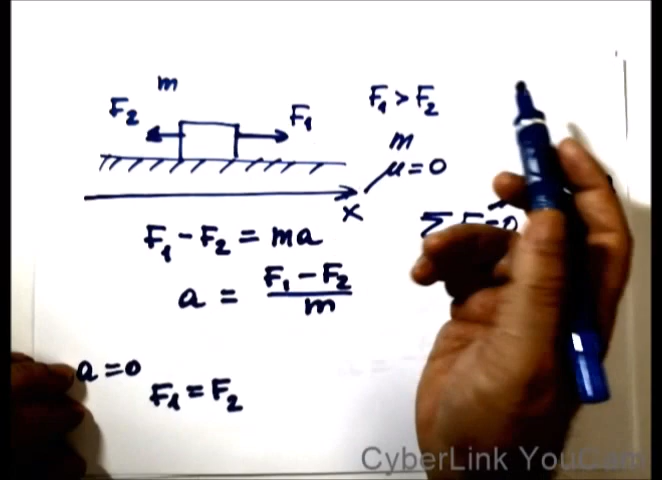 m
F₂ F₁
F₁ > F₂
m
μ = 0
x
F₁ - F₂ = ma
a = F₁ - F₂ / m
a = 0
F₁ = F₂
CyberLink YouCam